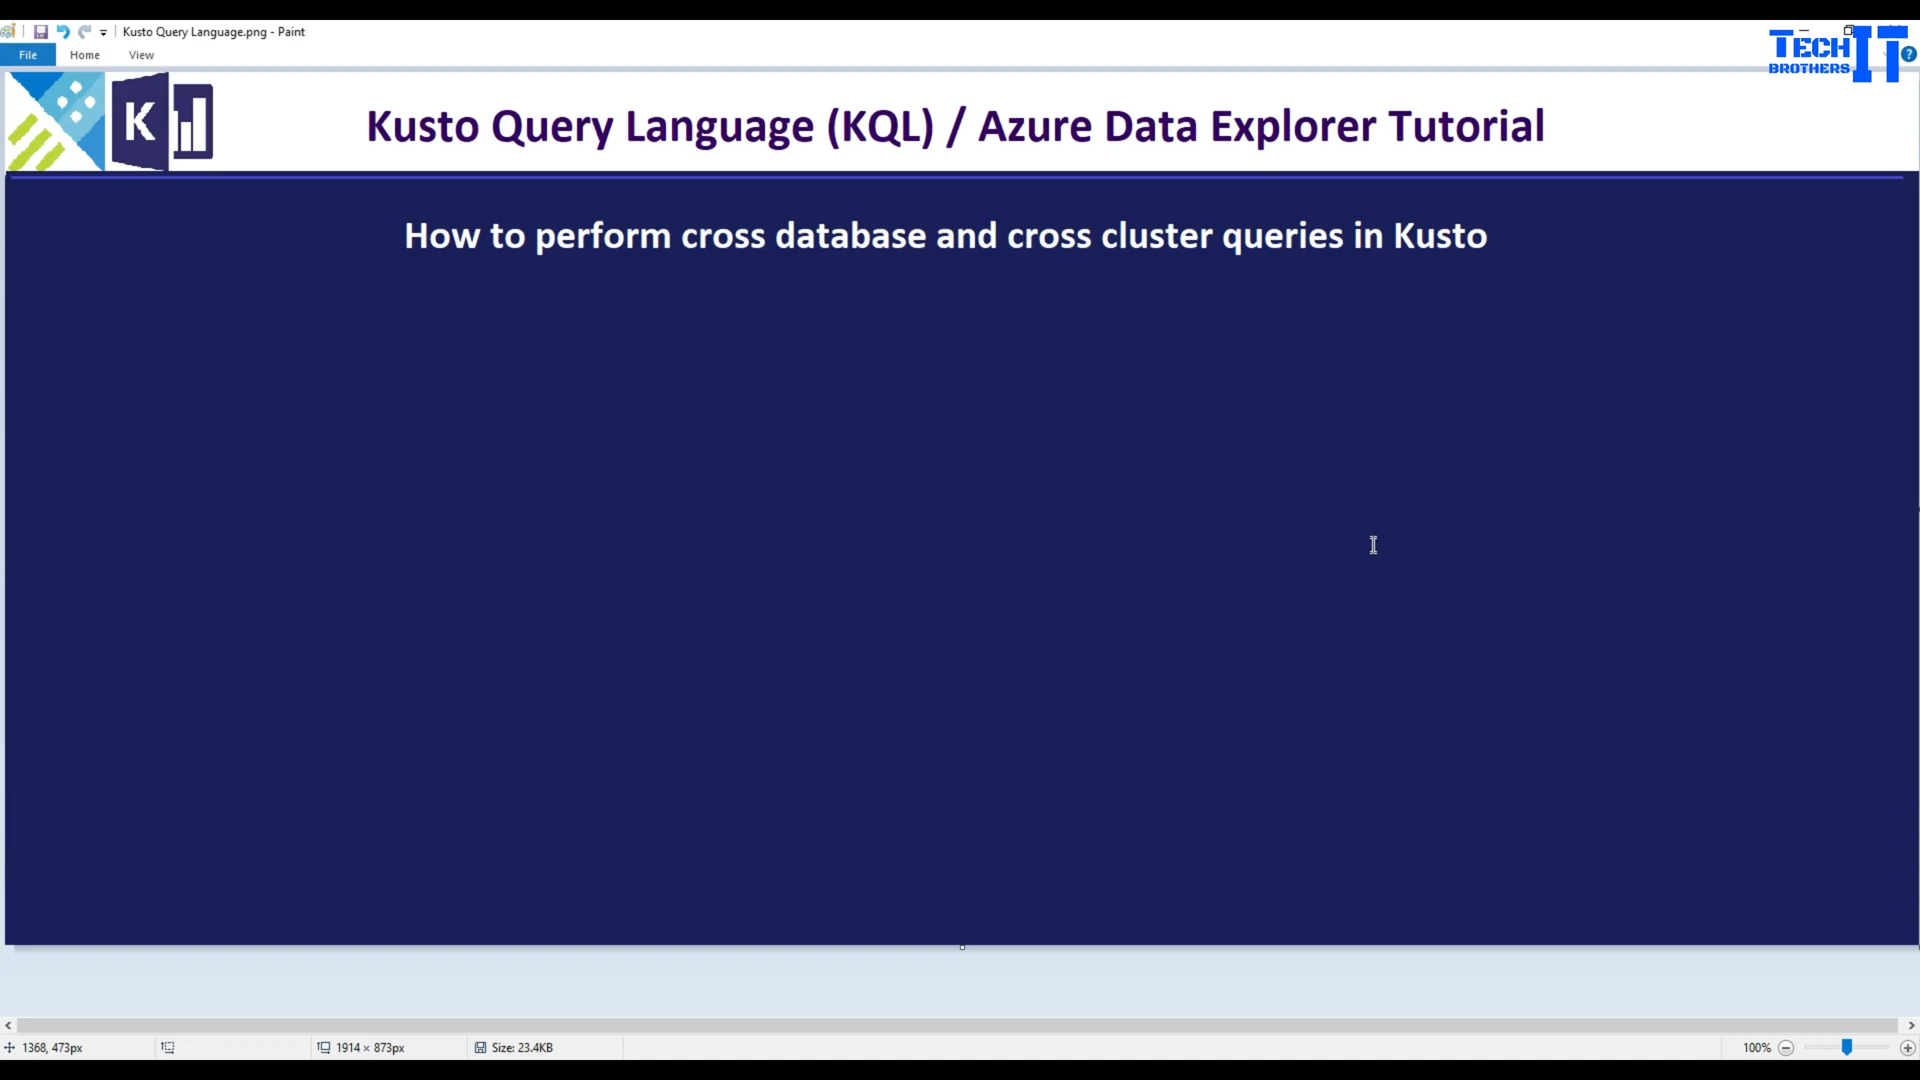 Kusto Query Language.png - Paint
File Home View
TECH IT
BROTHERS
K
Kusto Query Language (KQL) / Azure Data Explorer Tutorial
How to perform cross database and cross cluster queries in Kusto
1368, 473px
1914 × 873px
Size: 23.4KB
100%